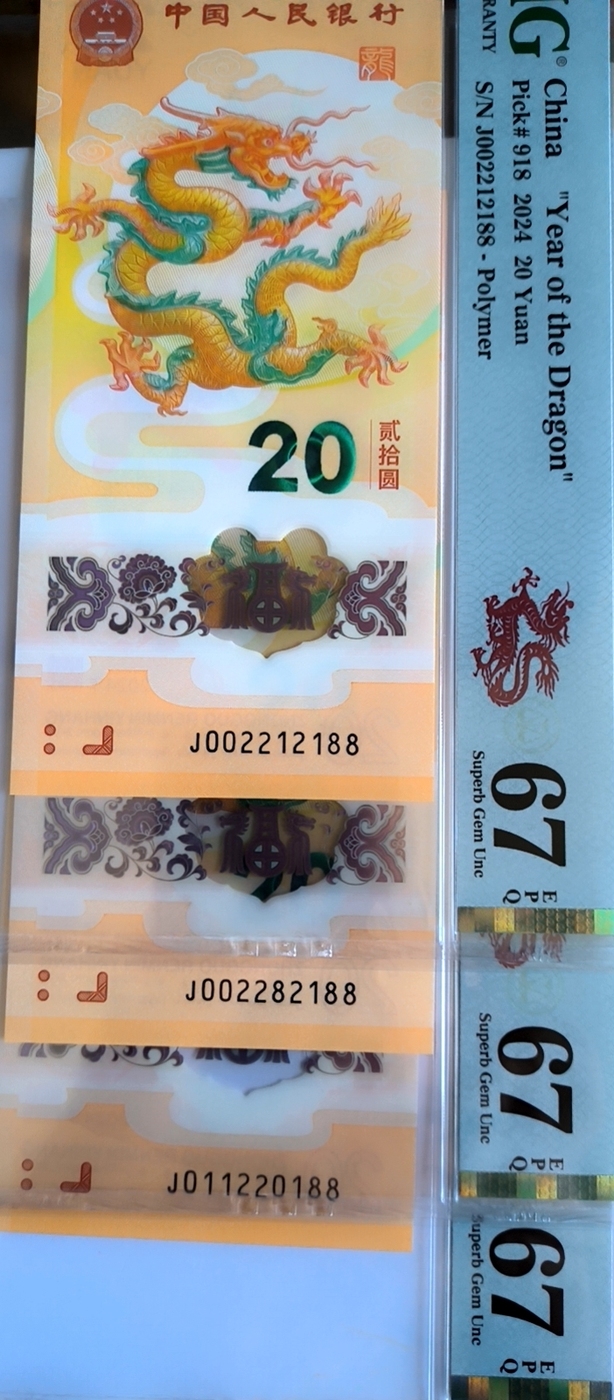 中国人民银行
龍
20
贰拾圆
J002212188
J002282188
J011220188
China "Year of the Dragon"
Pick# 918 2024 20 Yuan
S/N J002212188 - Polymer
67 EPQ
Superb Gem Unc
67 EPQ
Superb Gem Unc
67 EPQ
Superb Gem Unc